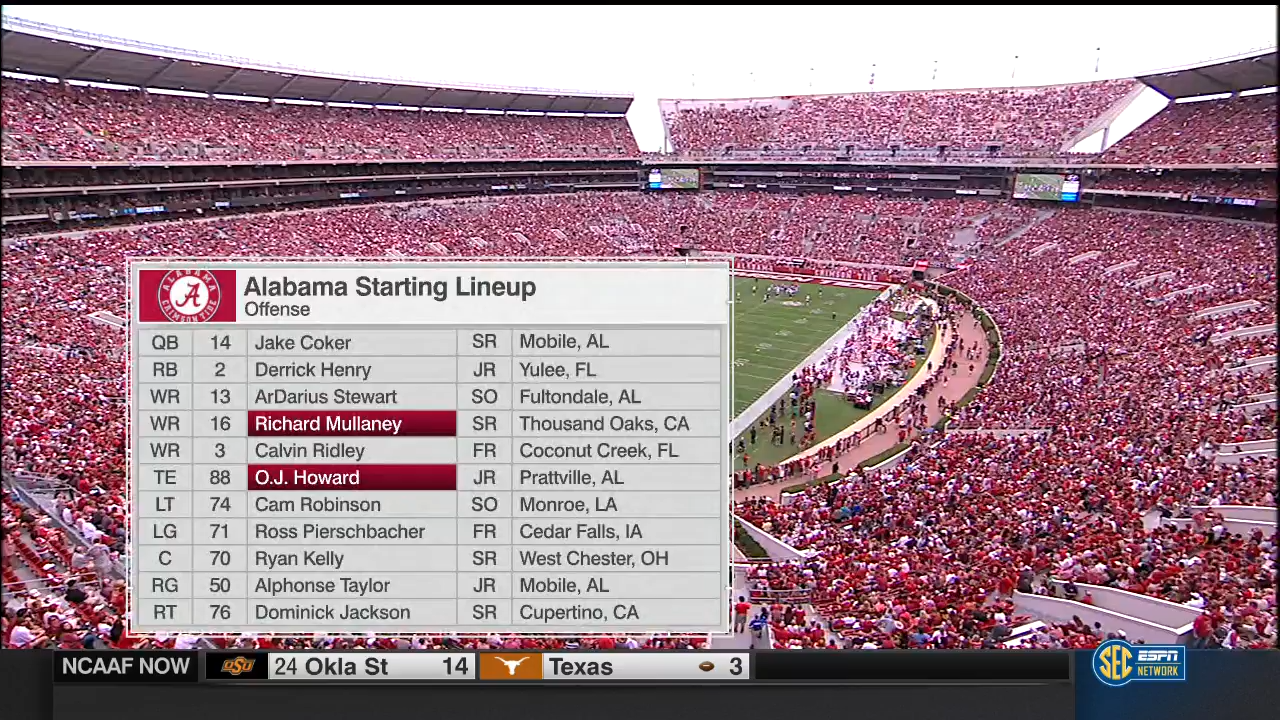 ALABAMA
A
CRIMSON TIDE
Alabama Starting Lineup
Offense
QB 14 Jake Coker SR Mobile, AL
RB 2 Derrick Henry JR Yulee, FL
WR 13 ArDarius Stewart SO Fultondale, AL
WR 16 Richard Mullaney SR Thousand Oaks, CA
WR 3 Calvin Ridley FR Coconut Creek, FL
TE 88 O.J. Howard JR Prattville, AL
LT 74 Cam Robinson SO Monroe, LA
LG 71 Ross Pierschbacher FR Cedar Falls, IA
C 70 Ryan Kelly SR West Chester, OH
RG 50 Alphonse Taylor JR Mobile, AL
RT 76 Dominick Jackson SR Cupertino, CA
NCAAF NOW OSU 24 Okla St 14 Texas 3
SEC ESPN
NETWORK